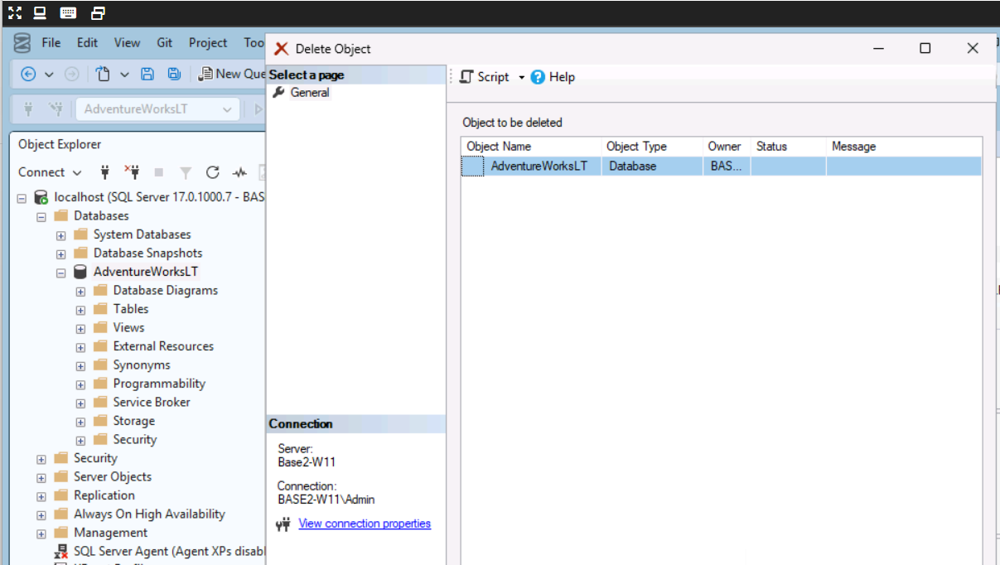 File Edit View Git Project Too
New Que
AdventureWorksLT
Object Explorer
Connect
localhost (SQL Server 17.0.1000.7 - BAS
Databases
System Databases
Database Snapshots
AdventureWorksLT
Database Diagrams
Tables
Views
External Resources
Synonyms
Programmability
Service Broker
Storage
Security
Security
Server Objects
Replication
Always On High Availability
Management
SQL Server Agent (Agent XPs disabl
Delete Object
Select a page
General
Script Help
Object to be deleted
Object Name Object Type Owner Status Message
AdventureWorksLT Database BAS...
Connection
Server:
Base2-W11
Connection:
BASE2-W11\Admin
View connection properties